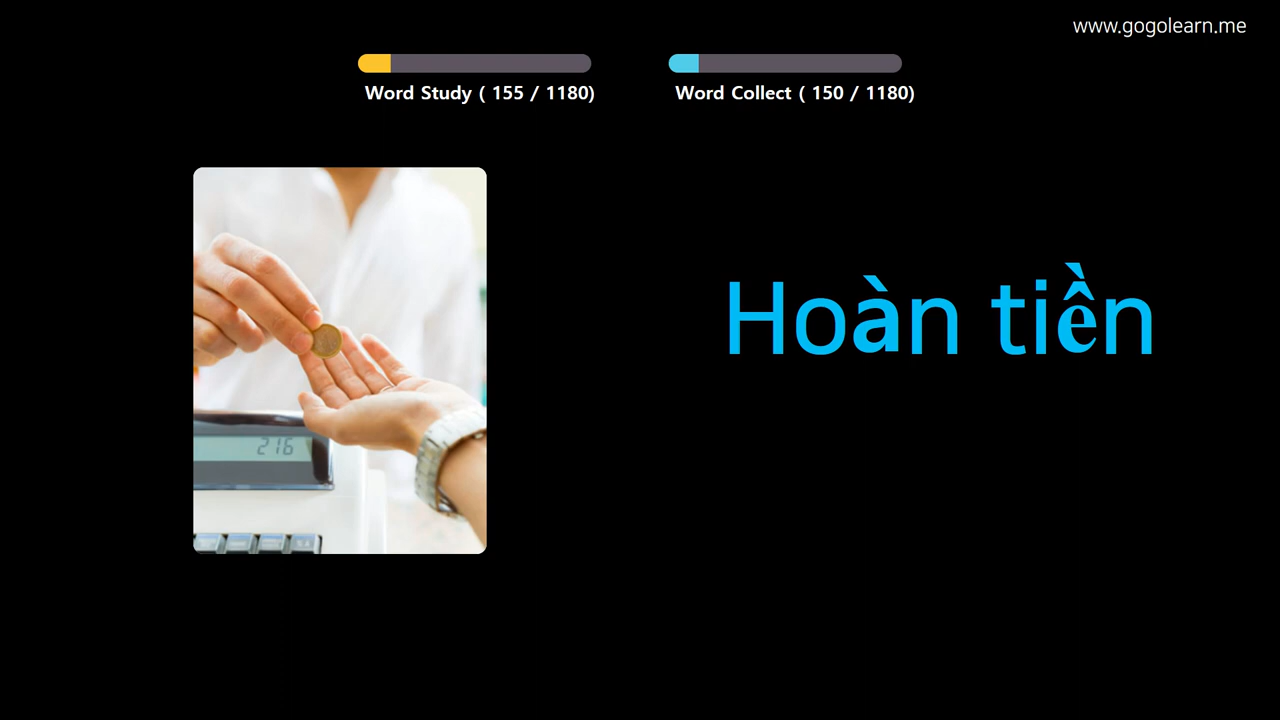 www.gogolearn.me
Word Study ( 155 / 1180)
Word Collect ( 150 / 1180)
Hoàn tiền
216